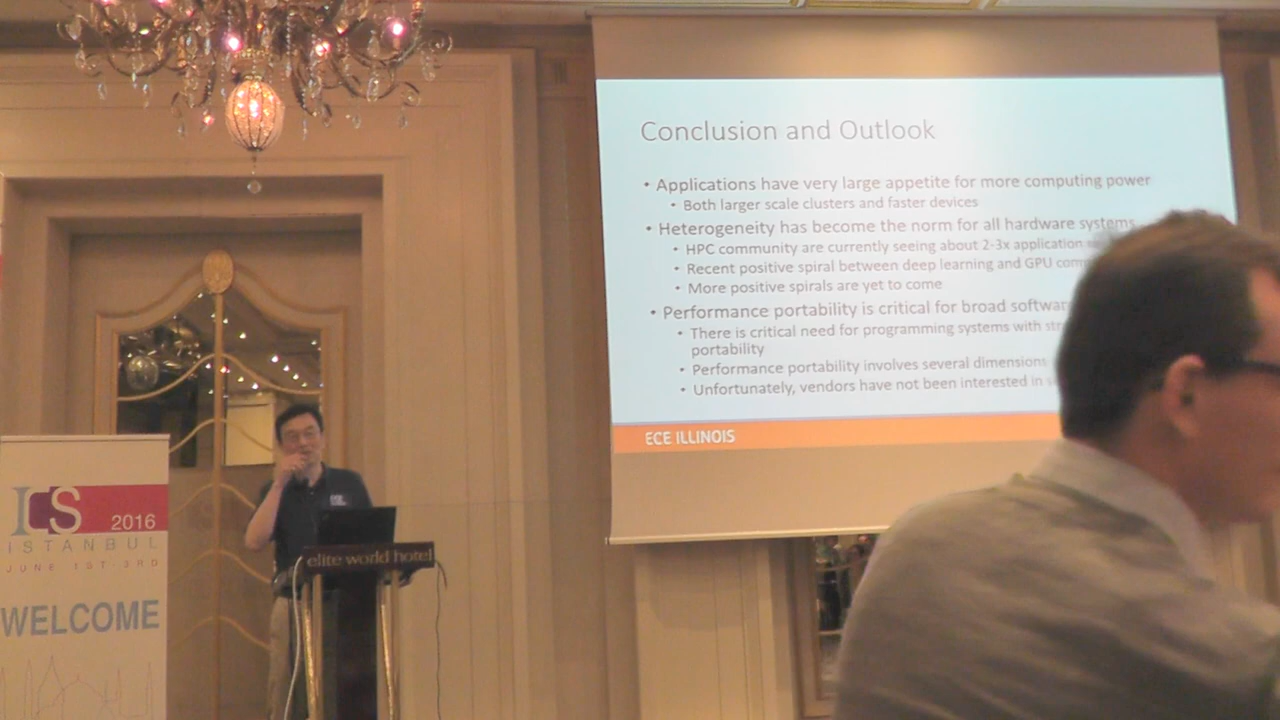 Conclusion and Outlook
• Applications have very large appetite for more computing power
• Both larger scale clusters and faster devices
• Heterogeneity has become the norm for all hardware systems
• HPC community are currently seeing about 2-3x application
• Recent positive spiral between deep learning and GPU
• More positive spirals are yet to come
• Performance portability is critical for broad
• There is critical need for programming systems with
portability
• Performance portability involves several dimensions
• Unfortunately, vendors have not been interested in
ECE ILLINOIS
ICS
2016
ISTANBUL
JUNE 1ST-3RD
WELCOME
elite world hotel